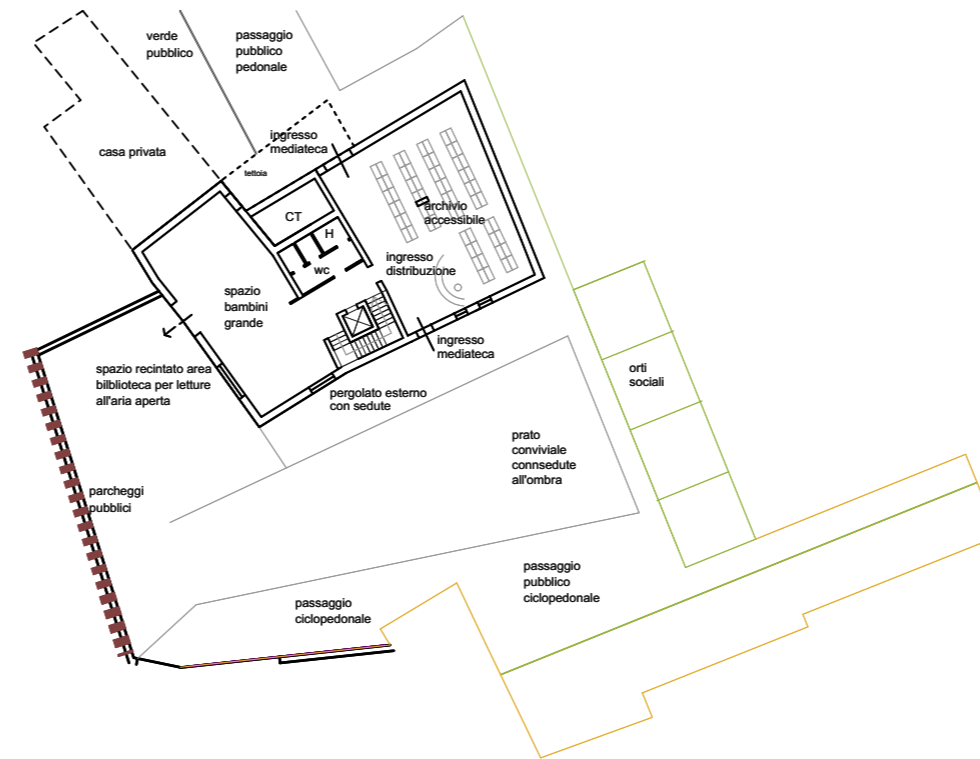 verde
pubblico
passaggio
pubblico
pedonale
ingresso
mediateca
casa privata
tettoia
CT
H
wc
archivio
accessibile
ingresso
distribuzione
spazio
bambini
grande
ingresso
mediateca
spazio recintato area
bilblioteca per letture
all'aria aperta
pergolato esterno
con sedute
orti
sociali
prato
conviviale
connsedute
all'ombra
parcheggi
pubblici
passaggio
pubblico
ciclopedonale
passaggio
ciclopedonale